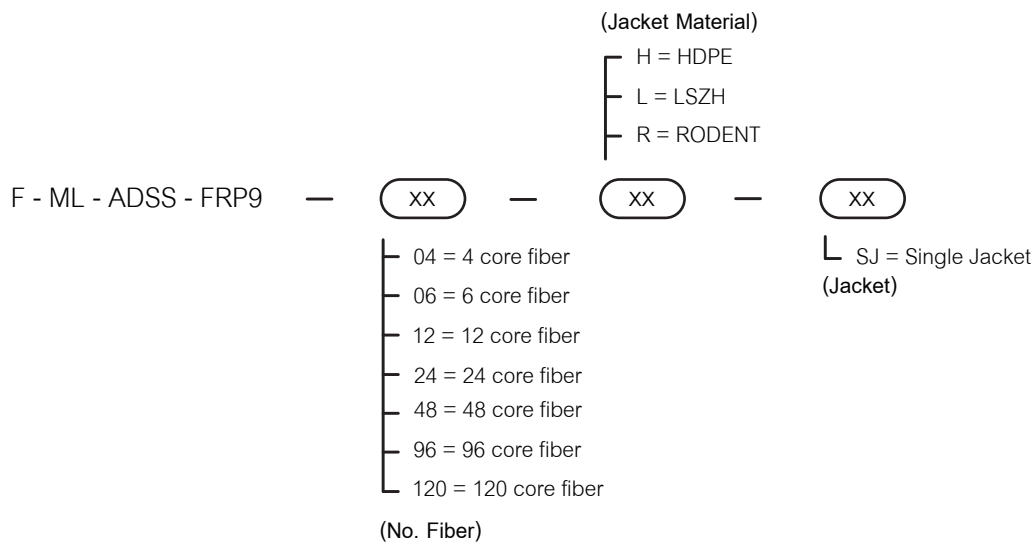 (Jacket Material)
H = HDPE
L = LSZH
R = RODENT
F - ML - ADSS - FRP9 — XX — XX — XX
04 = 4 core fiber
06 = 6 core fiber
12 = 12 core fiber
24 = 24 core fiber
48 = 48 core fiber
96 = 96 core fiber
120 = 120 core fiber
(No. Fiber)
SJ = Single Jacket
(Jacket)